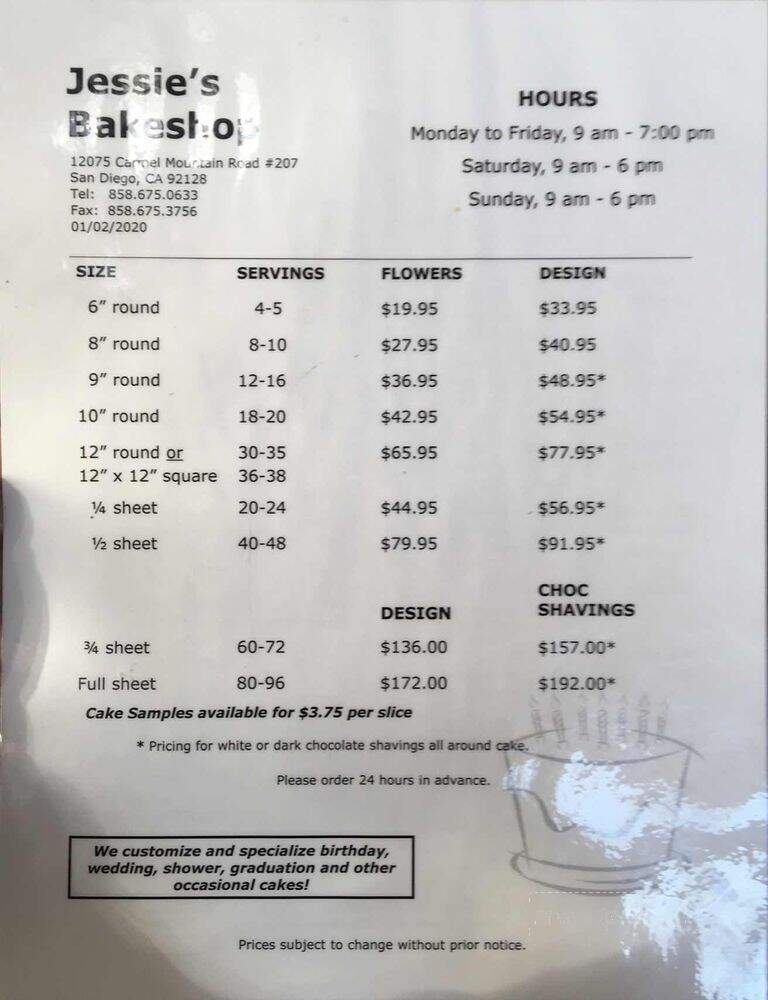 Jessie's
Bakeshop
12075 Carmel Mountain Road #207
San Diego, CA 92128
Tel: 858.675.0633
Fax: 858.675.3756
01/02/2020
HOURS
Monday to Friday, 9 am - 7:00 pm
Saturday, 9 am - 6 pm
Sunday, 9 am - 6 pm
SIZE SERVINGS FLOWERS DESIGN
6" round 4-5 $19.95 $33.95
8" round 8-10 $27.95 $40.95
9" round 12-16 $36.95 $48.95*
10" round 18-20 $42.95 $54.95*
12" round or 30-35 $65.95 $77.95*
12" x 12" square 36-38
¼ sheet 20-24 $44.95 $56.95*
½ sheet 40-48 $79.95 $91.95*
DESIGN CHOC
SHAVINGS
¾ sheet 60-72 $136.00 $157.00*
Full sheet 80-96 $172.00 $192.00*
Cake Samples available for $3.75 per slice
* Pricing for white or dark chocolate shavings all around cake.
Please order 24 hours in advance.
We customize and specialize birthday,
wedding, shower, graduation and other
occasional cakes!
Prices subject to change without prior notice.